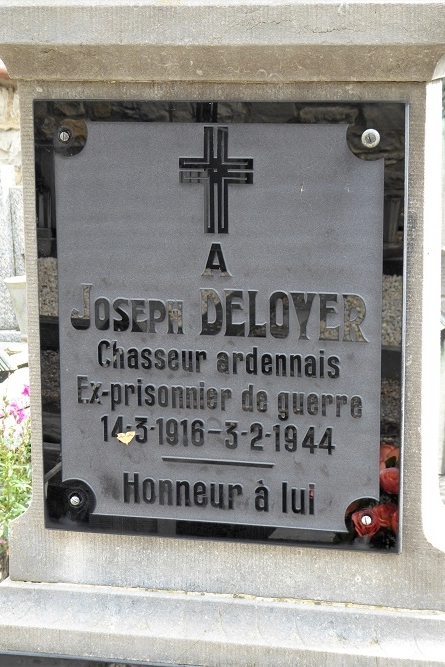 A
JOSEPH DELOYER
Chasseur ardennais
Ex-prisonnier de guerre
14-3-1916-3-2-1944
Honneur à lui